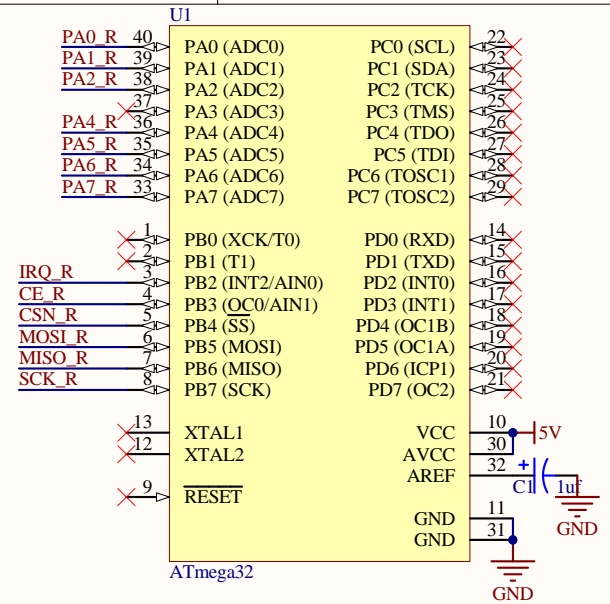 U1
PA0_R 40 PA0 (ADC0) PC0 (SCL) 22
PA1_R 39 PA1 (ADC1) PC1 (SDA) 23
PA2_R 38 PA2 (ADC2) PC2 (TCK) 24
37 PA3 (ADC3) PC3 (TMS) 25
PA4_R 36 PA4 (ADC4) PC4 (TDO) 26
PA5_R 35 PA5 (ADC5) PC5 (TDI) 27
PA6_R 34 PA6 (ADC6) PC6 (TOSC1) 28
PA7_R 33 PA7 (ADC7) PC7 (TOSC2) 29
1 PB0 (XCK/T0) PD0 (RXD) 14
2 PB1 (T1) PD1 (TXD) 15
IRQ_R 3 PB2 (INT2/AIN0) PD2 (INT0) 16
CE_R 4 PB3 (OC0/AIN1) PD3 (INT1) 17
CSN_R 5 PB4 (SS) PD4 (OC1B) 18
MOSI_R 6 PB5 (MOSI) PD5 (OC1A) 19
MISO_R 7 PB6 (MISO) PD6 (ICP1) 20
SCK_R 8 PB7 (SCK) PD7 (OC2) 21
13 XTAL1 VCC 10 5V
12 XTAL2 AVCC 30
AREF 32 + C1 1uf
9 RESET
GND 11 GND
GND 31
ATmega32
GND